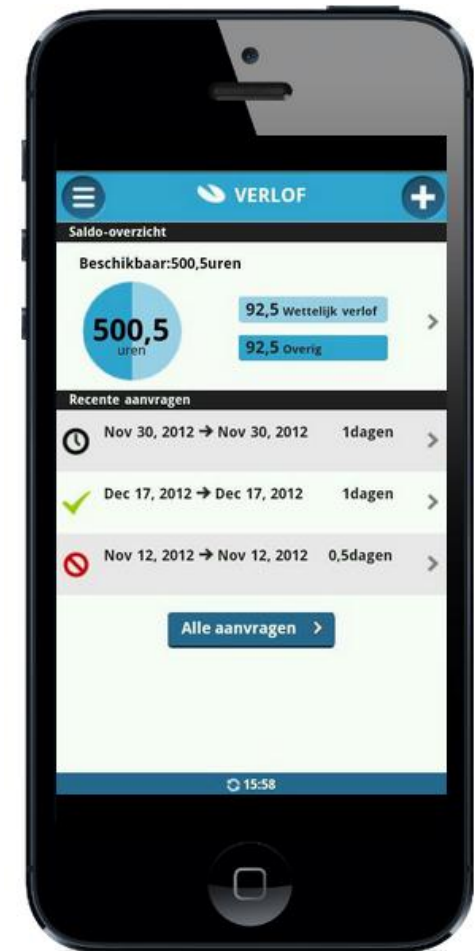 VERLOF
Saldo-overzicht
Beschikbaar:500,5uren
500,5
uren
92,5 Wettelijk verlof
92,5 Overig
Recente aanvragen
Nov 30, 2012 → Nov 30, 2012 1dagen
Dec 17, 2012 → Dec 17, 2012 1dagen
Nov 12, 2012 → Nov 12, 2012 0,5dagen
Alle aanvragen
15:58